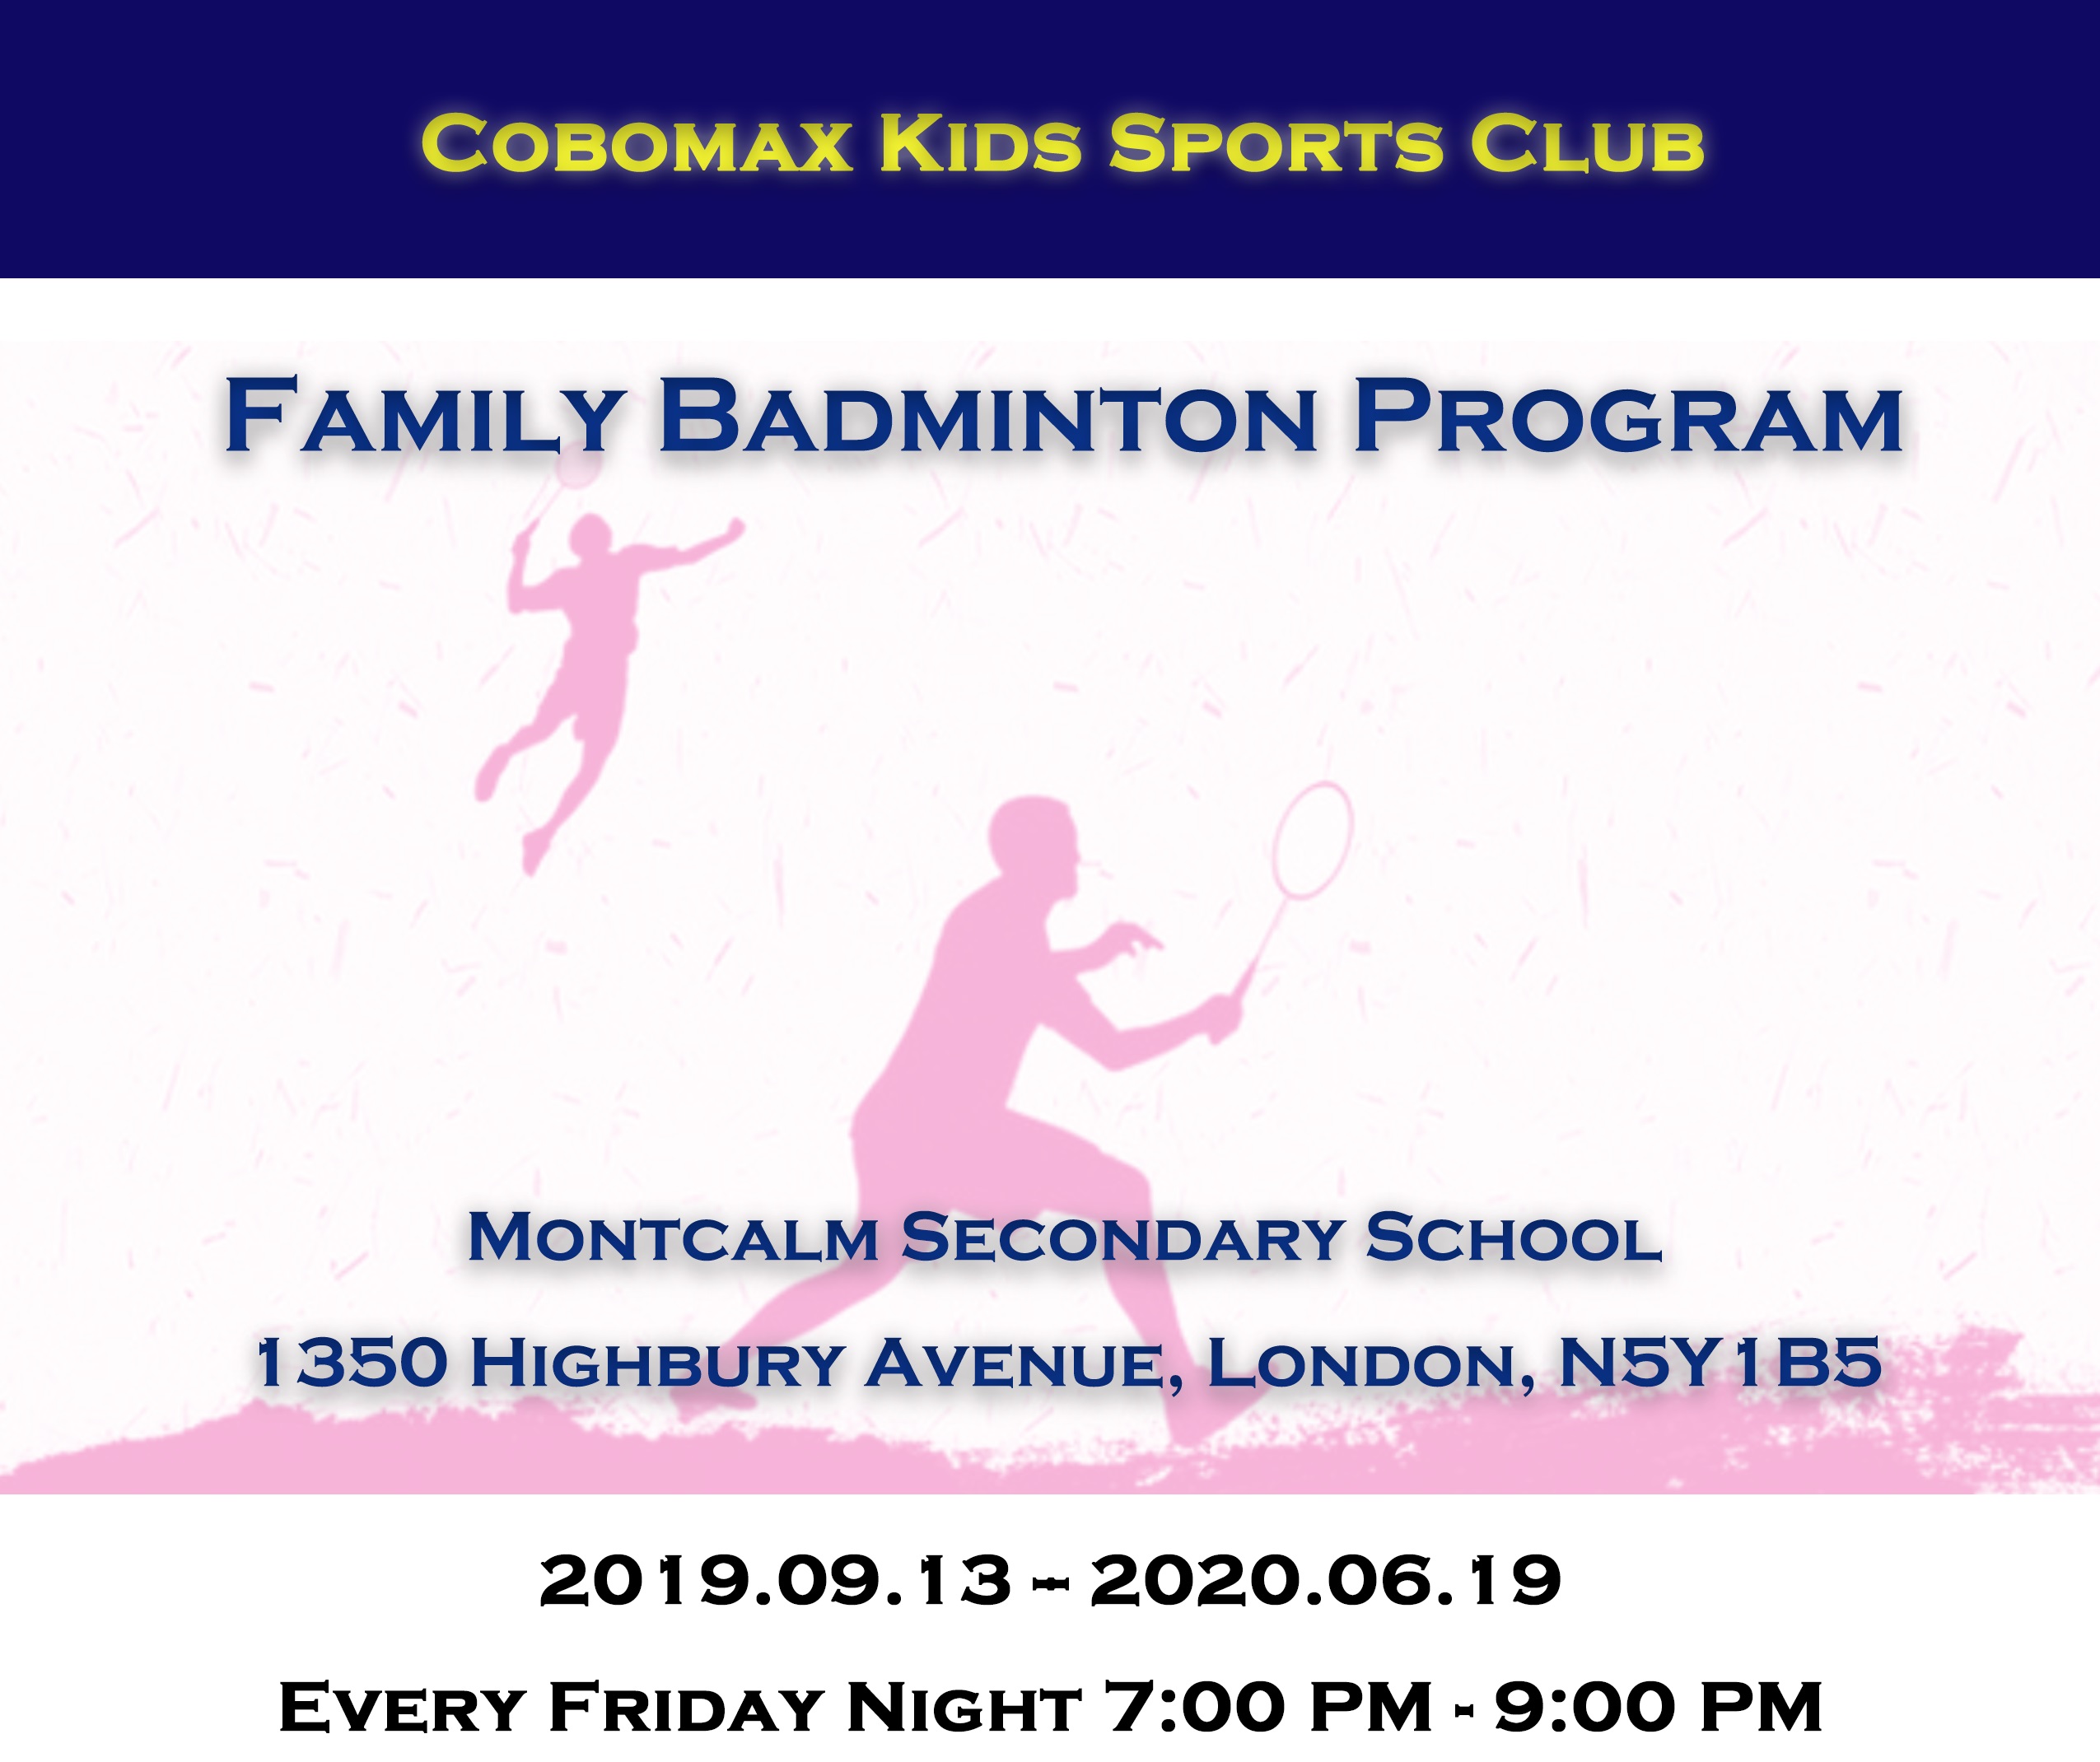 Cobomax Kids Sports Club
Family Badminton Program
Montcalm Secondary School
1350 Highbury Avenue, London, N5Y1B5
2019.09.13 – 2020.06.19
Every Friday Night 7:00 PM - 9:00 PM